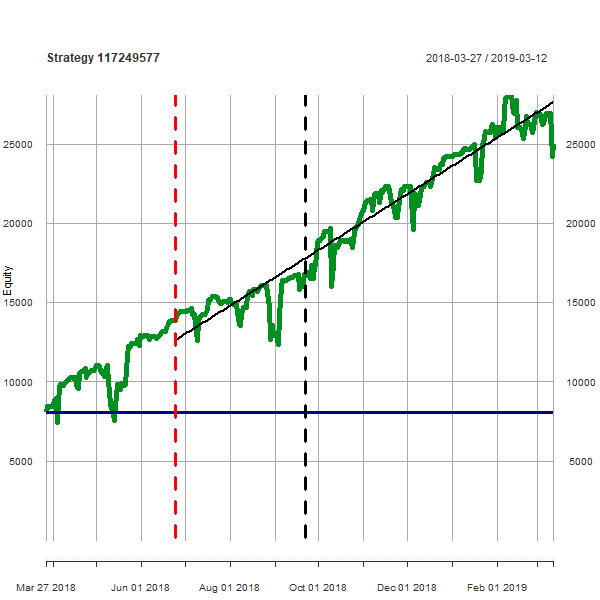 Strategy 117249577
2018-03-27 / 2019-03-12
25000
25000
20000
20000
Equity
15000
15000
10000
10000
5000
5000
Mar 27 2018
Jun 01 2018
Aug 01 2018
Oct 01 2018
Dec 01 2018
Feb 01 2019